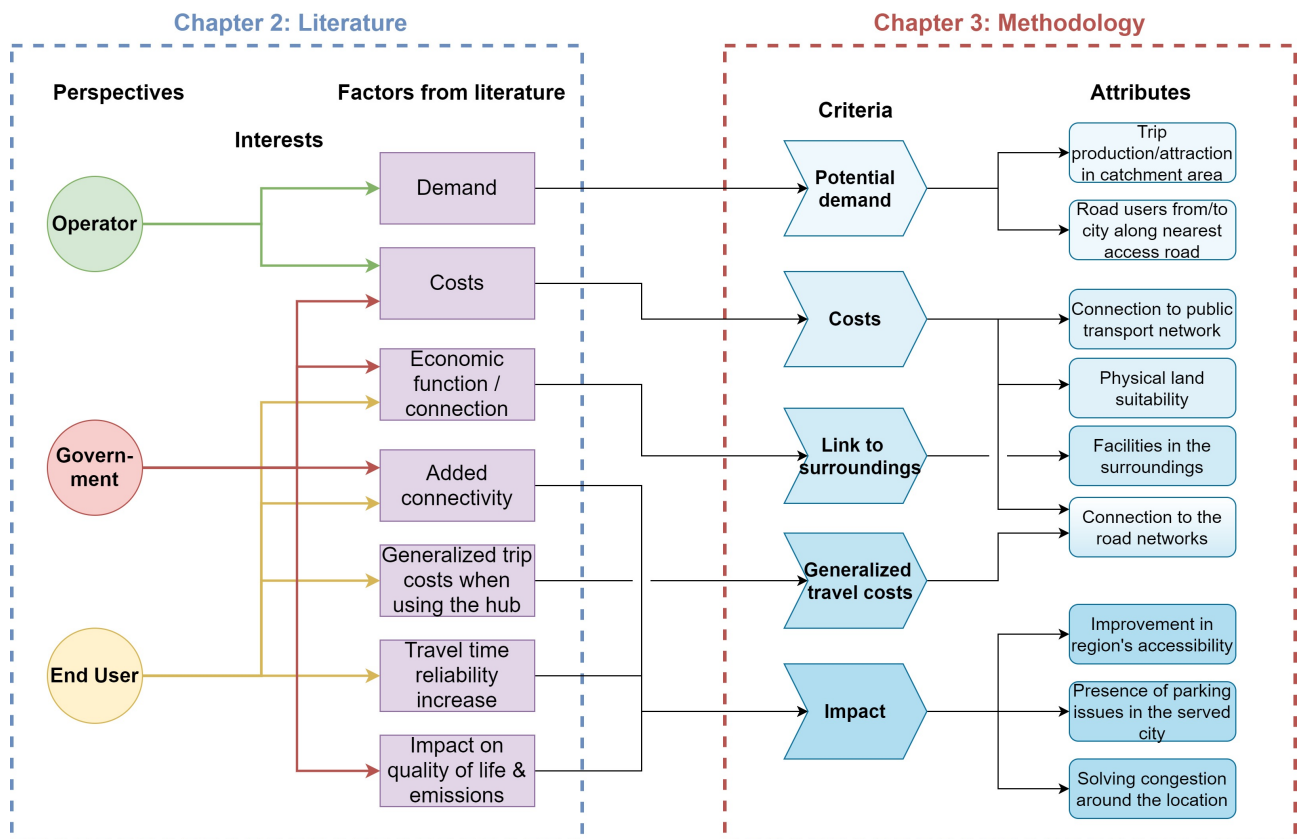 Chapter 2: Literature
Chapter 3: Methodology
Perspectives
Interests
Factors from literature
Criteria
Attributes
Operator
Govern-
ment
End User
Demand
Costs
Economic
function /
connection
Added
connectivity
Generalized trip
costs when
using the hub
Travel time
reliability
increase
Impact on
quality of life &
emissions
Potential
demand
Costs
Link to
surroundings
Generalized
travel costs
Impact
Trip
production/attraction
in catchment area
Road users from/to
city along nearest
access road
Connection to public
transport network
Physical land
suitability
Facilities in the
surroundings
Connection to the
road networks
Improvement in
region's accessibility
Presence of parking
issues in the served
city
Solving congestion
around the location